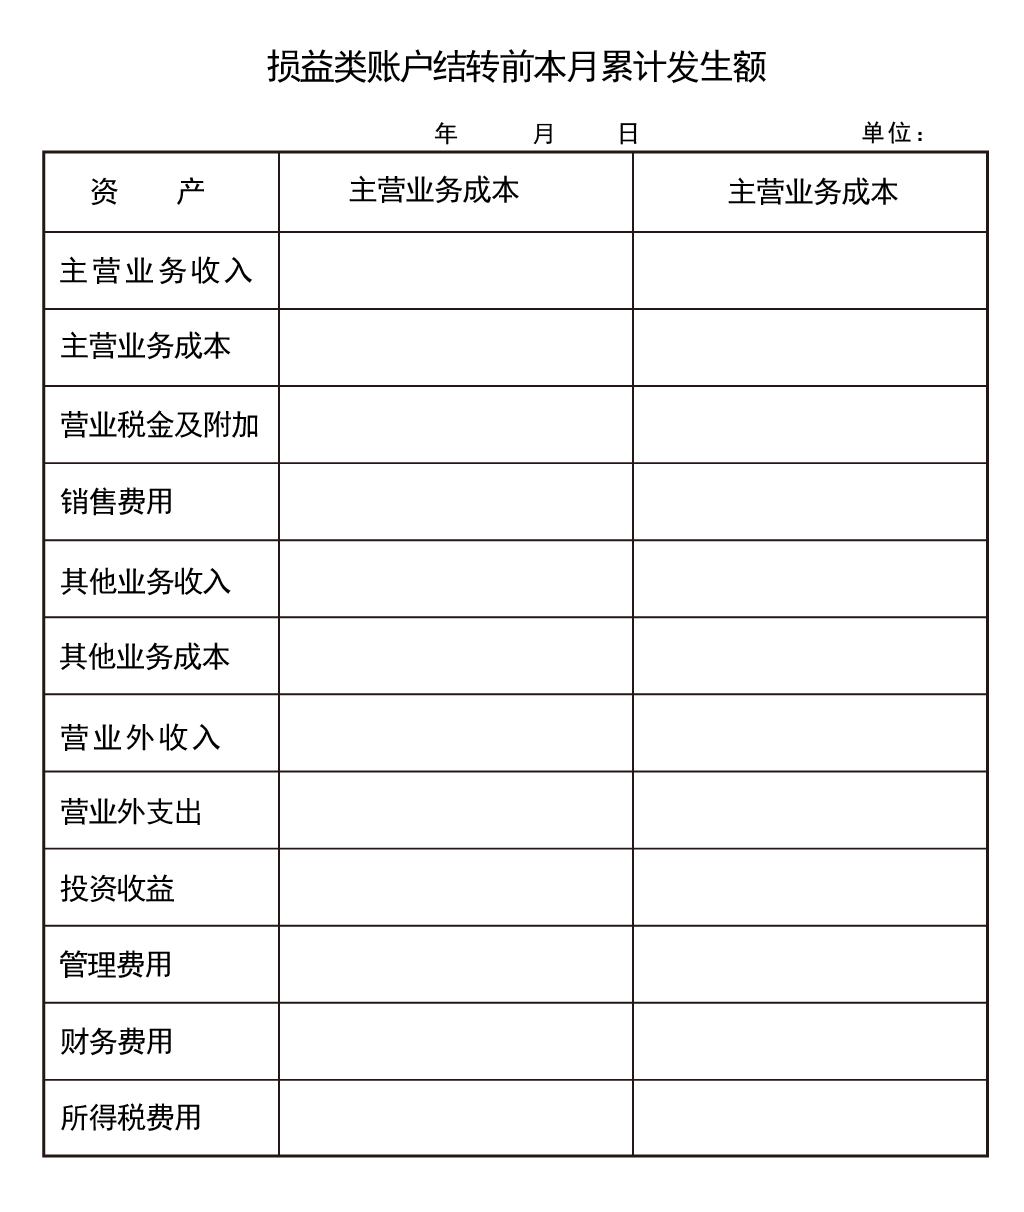 损益类账户结转前本月累计发生额
年 月 日 单位：
资 产 主营业务成本 主营业务成本
主营业务收入
主营业务成本
营业税金及附加
销售费用
其他业务收入
其他业务成本
营业外收入
营业外支出
投资收益
管理费用
财务费用
所得税费用